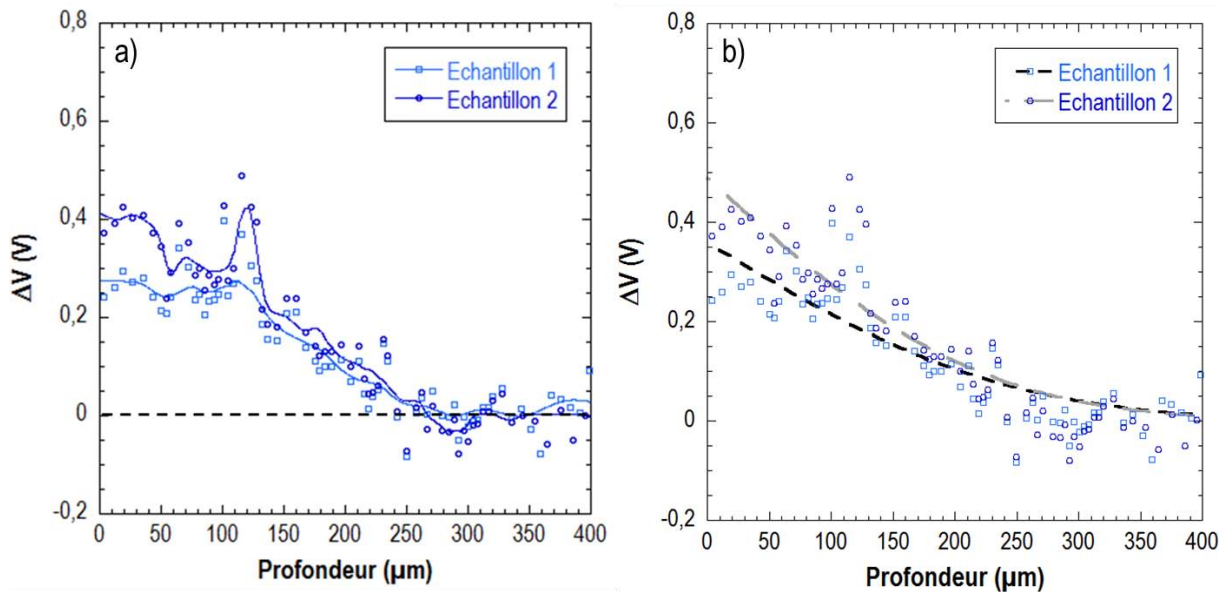 a)
Echantillon 1
Echantillon 2
0,8
0,6
0,4
0,2
0
-0,2
ΔV (V)
0 50 100 150 200 250 300 350 400
Profondeur (µm)
b)
Echantillon 1
Echantillon 2
0,8
0,6
0,4
0,2
0
-0,2
ΔV (V)
0 50 100 150 200 250 300 350 400
Profondeur (µm)